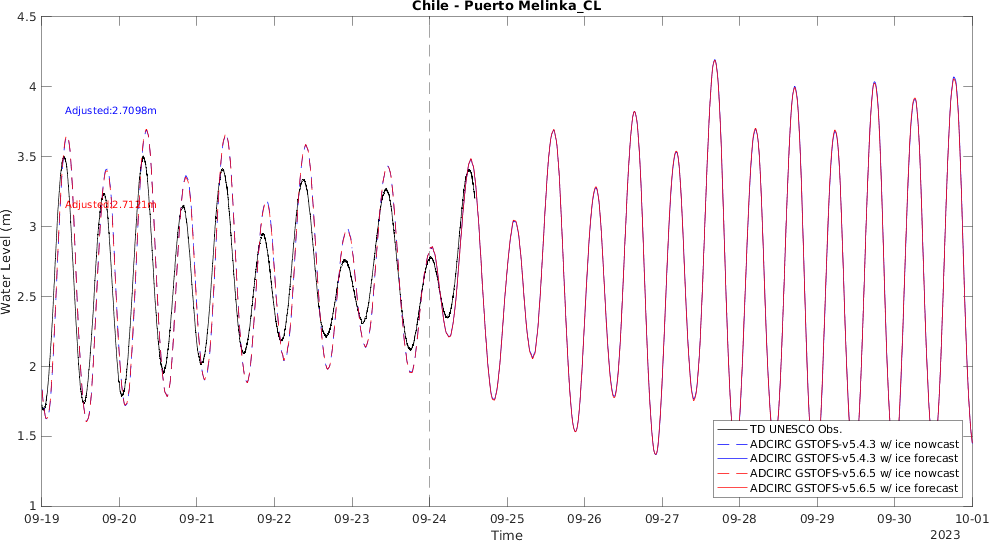 Chile - Puerto Melinka_CL
4.5
4
3.5
3
2.5
2
1.5
1
Water Level (m)
Adjusted:2.7098m
Adjusted:2.7121m
TD UNESCO Obs.
ADCIRC GSTOFS-v5.4.3 w/ ice nowcast
ADCIRC GSTOFS-v5.4.3 w/ ice forecast
ADCIRC GSTOFS-v5.6.5 w/ ice nowcast
ADCIRC GSTOFS-v5.6.5 w/ ice forecast
09-19 09-20 09-21 09-22 09-23 09-24 09-25 09-26 09-27 09-28 09-29 09-30 10-01
Time
2023